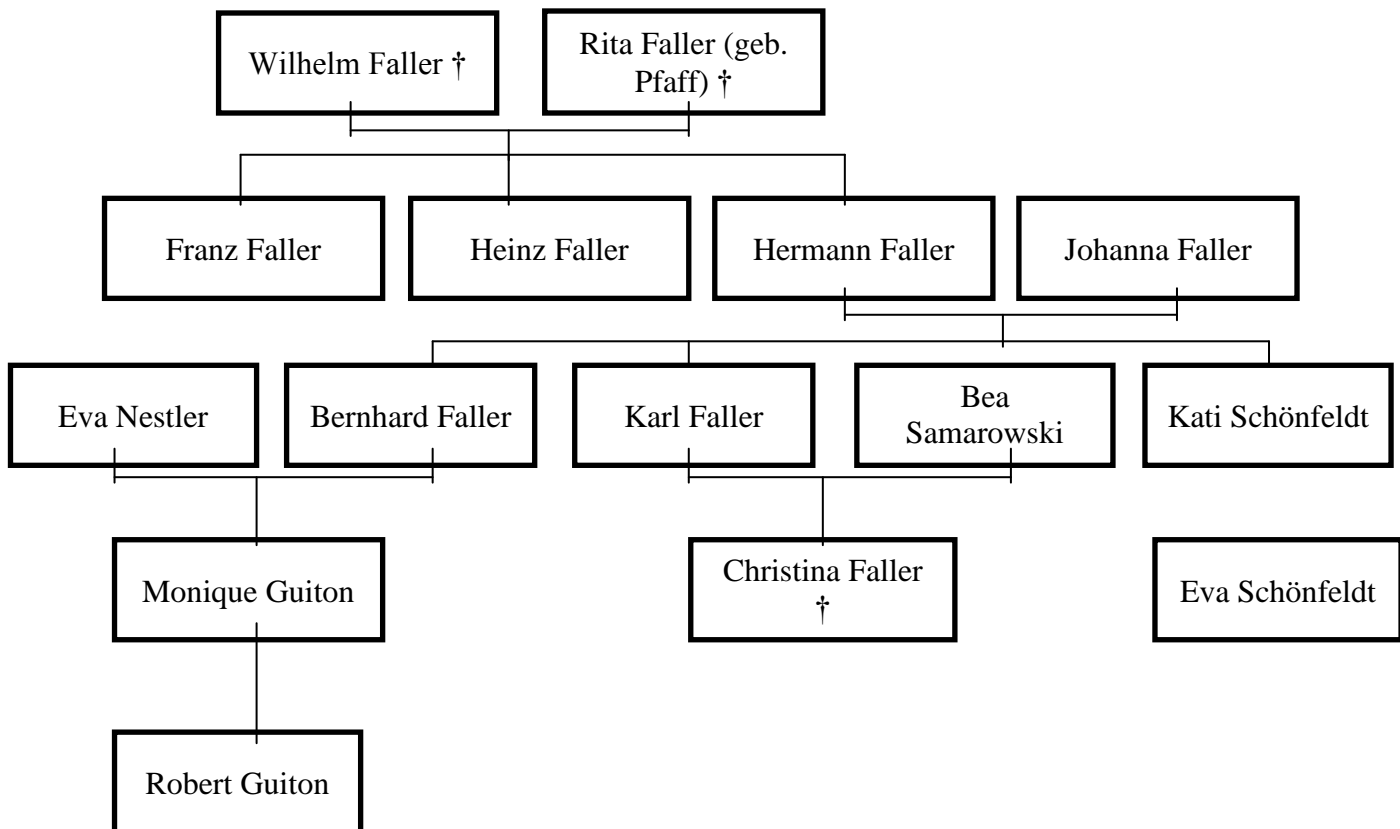 Wilhelm Faller †
Rita Faller (geb.
Pfaff) †
Franz Faller
Heinz Faller
Hermann Faller
Johanna Faller
Eva Nestler
Bernhard Faller
Karl Faller
Bea
Samarowski
Kati Schönfeldt
Monique Guiton
Christina Faller
†
Eva Schönfeldt
Robert Guiton